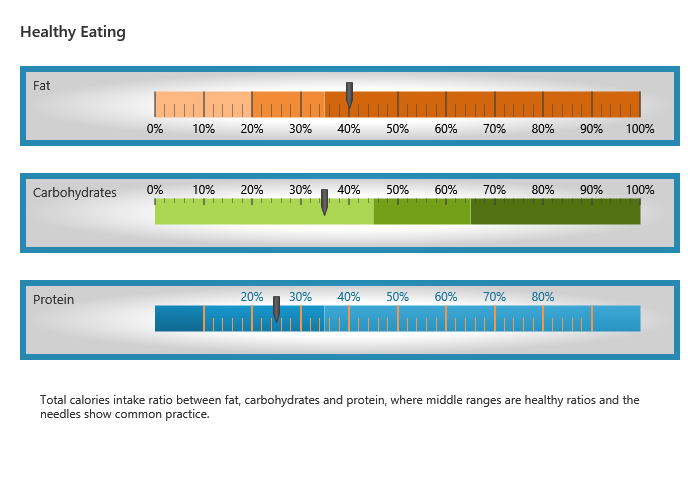 Healthy Eating
Fat
0% 10% 20% 30% 40% 50% 60% 70% 80% 90% 100%
Carbohydrates
0% 10% 20% 30% 40% 50% 60% 70% 80% 90% 100%
Protein
20% 30% 40% 50% 60% 70% 80%
Total calories intake ratio between fat, carbohydrates and protein, where middle ranges are healthy ratios and the
needles show common practice.